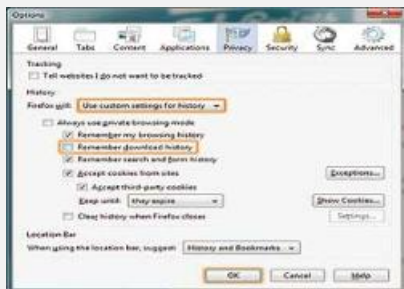 Options
General Tabs Content Applications Privacy Security Sync Advanced
Tracking
Tell websites I do not want to be tracked
History
Firefox will: Use custom settings for history
Always use private browsing mode
Remember my browsing history
Remember download history
Remember search and form history
Accept cookies from sites Exceptions...
Accept third-party cookies
Keep until: they expire Show Cookies...
Clear history when Firefox closes Settings...
Location Bar
When using the location bar, suggest: History and Bookmarks
OK Cancel Help